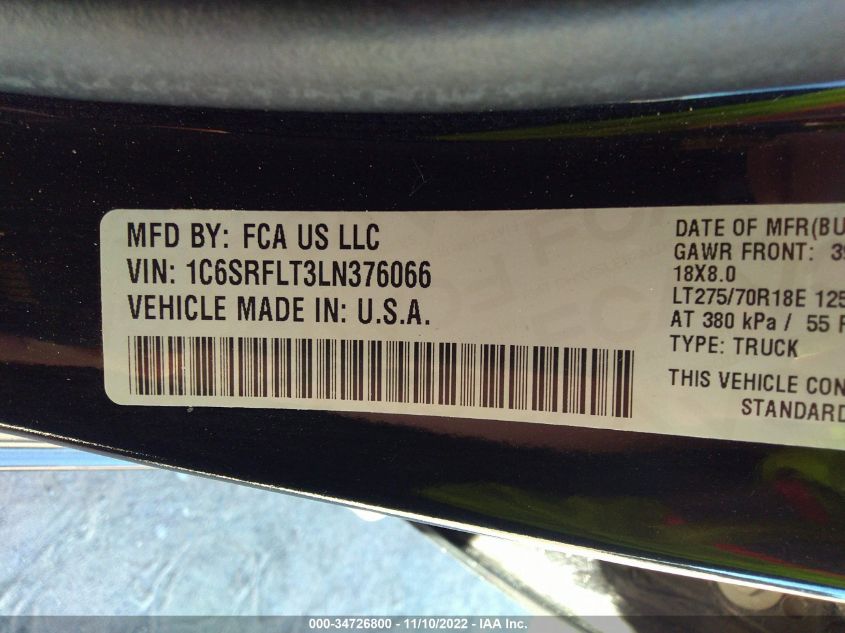 MFD BY: FCA US LLC
VIN: 1C6SRFLT3LN376066
VEHICLE MADE IN: U.S.A.
DATE OF MFR(BU
GAWR FRONT: 39
18X8.0
LT275/70R18E 125
AT 380 kPa / 55
TYPE: TRUCK
THIS VEHICLE CON
STANDARD
000-34726800 — 11/10/2022 — IAA Inc.